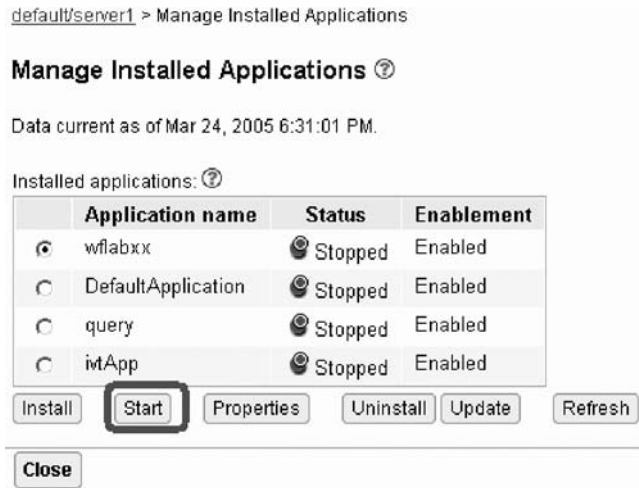 default/server1 > Manage Installed Applications
Manage Installed Applications ?
Data current as of Mar 24, 2005 6:31:01 PM.
Installed applications: ?
Application name Status Enablement
wflabxx Stopped Enabled
DefaultApplication Stopped Enabled
query Stopped Enabled
ivtApp Stopped Enabled
Install Start Properties Uninstall Update Refresh
Close